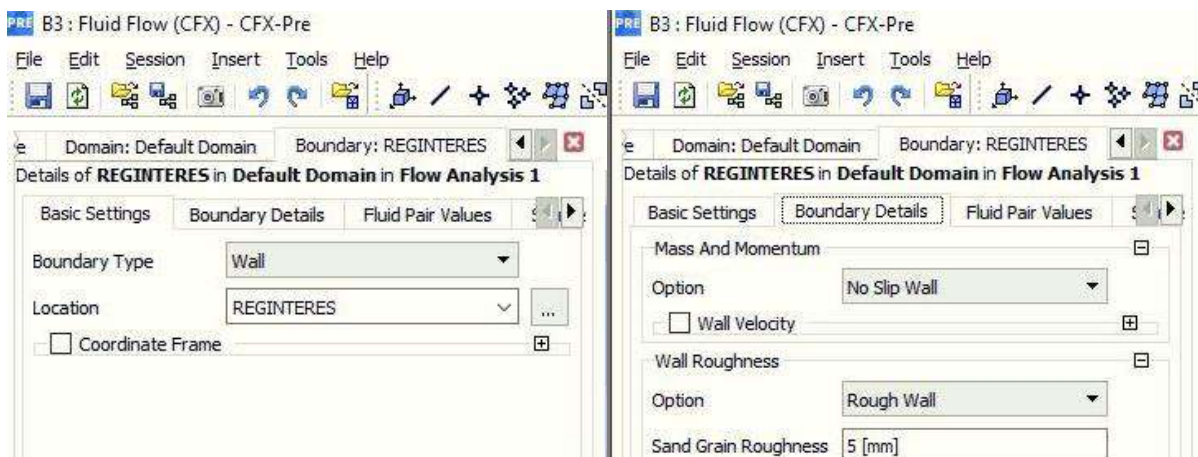 PRE B3 : Fluid Flow (CFX) - CFX-Pre
File Edit Session Insert Tools Help
e Domain: Default Domain Boundary: REGINTERES
Details of REGINTERES in Default Domain in Flow Analysis 1
Basic Settings Boundary Details Fluid Pair Values
Boundary Type Wall
Location REGINTERES ...
Coordinate Frame
PRE B3 : Fluid Flow (CFX) - CFX-Pre
File Edit Session Insert Tools Help
e Domain: Default Domain Boundary: REGINTERES
Details of REGINTERES in Default Domain in Flow Analysis 1
Basic Settings Boundary Details Fluid Pair Values
Mass And Momentum
Option No Slip Wall
Wall Velocity
Wall Roughness
Option Rough Wall
Sand Grain Roughness 5 [mm]